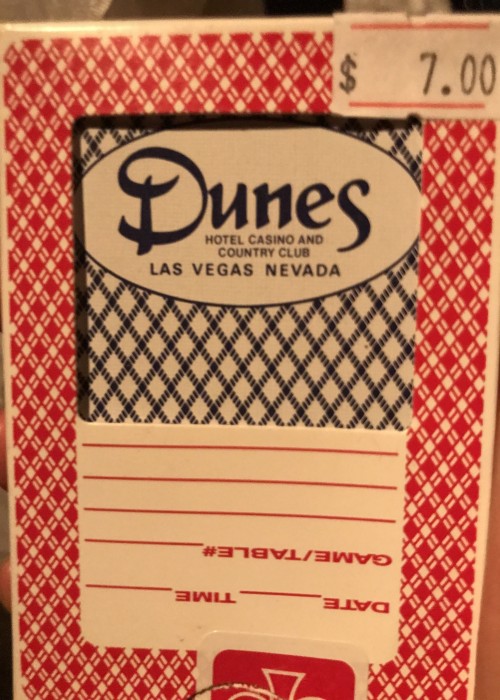 $ 7.00
Dunes
HOTEL CASINO AND
COUNTRY CLUB
LAS VEGAS NEVADA
DATE TIME
GAME/TABLE#